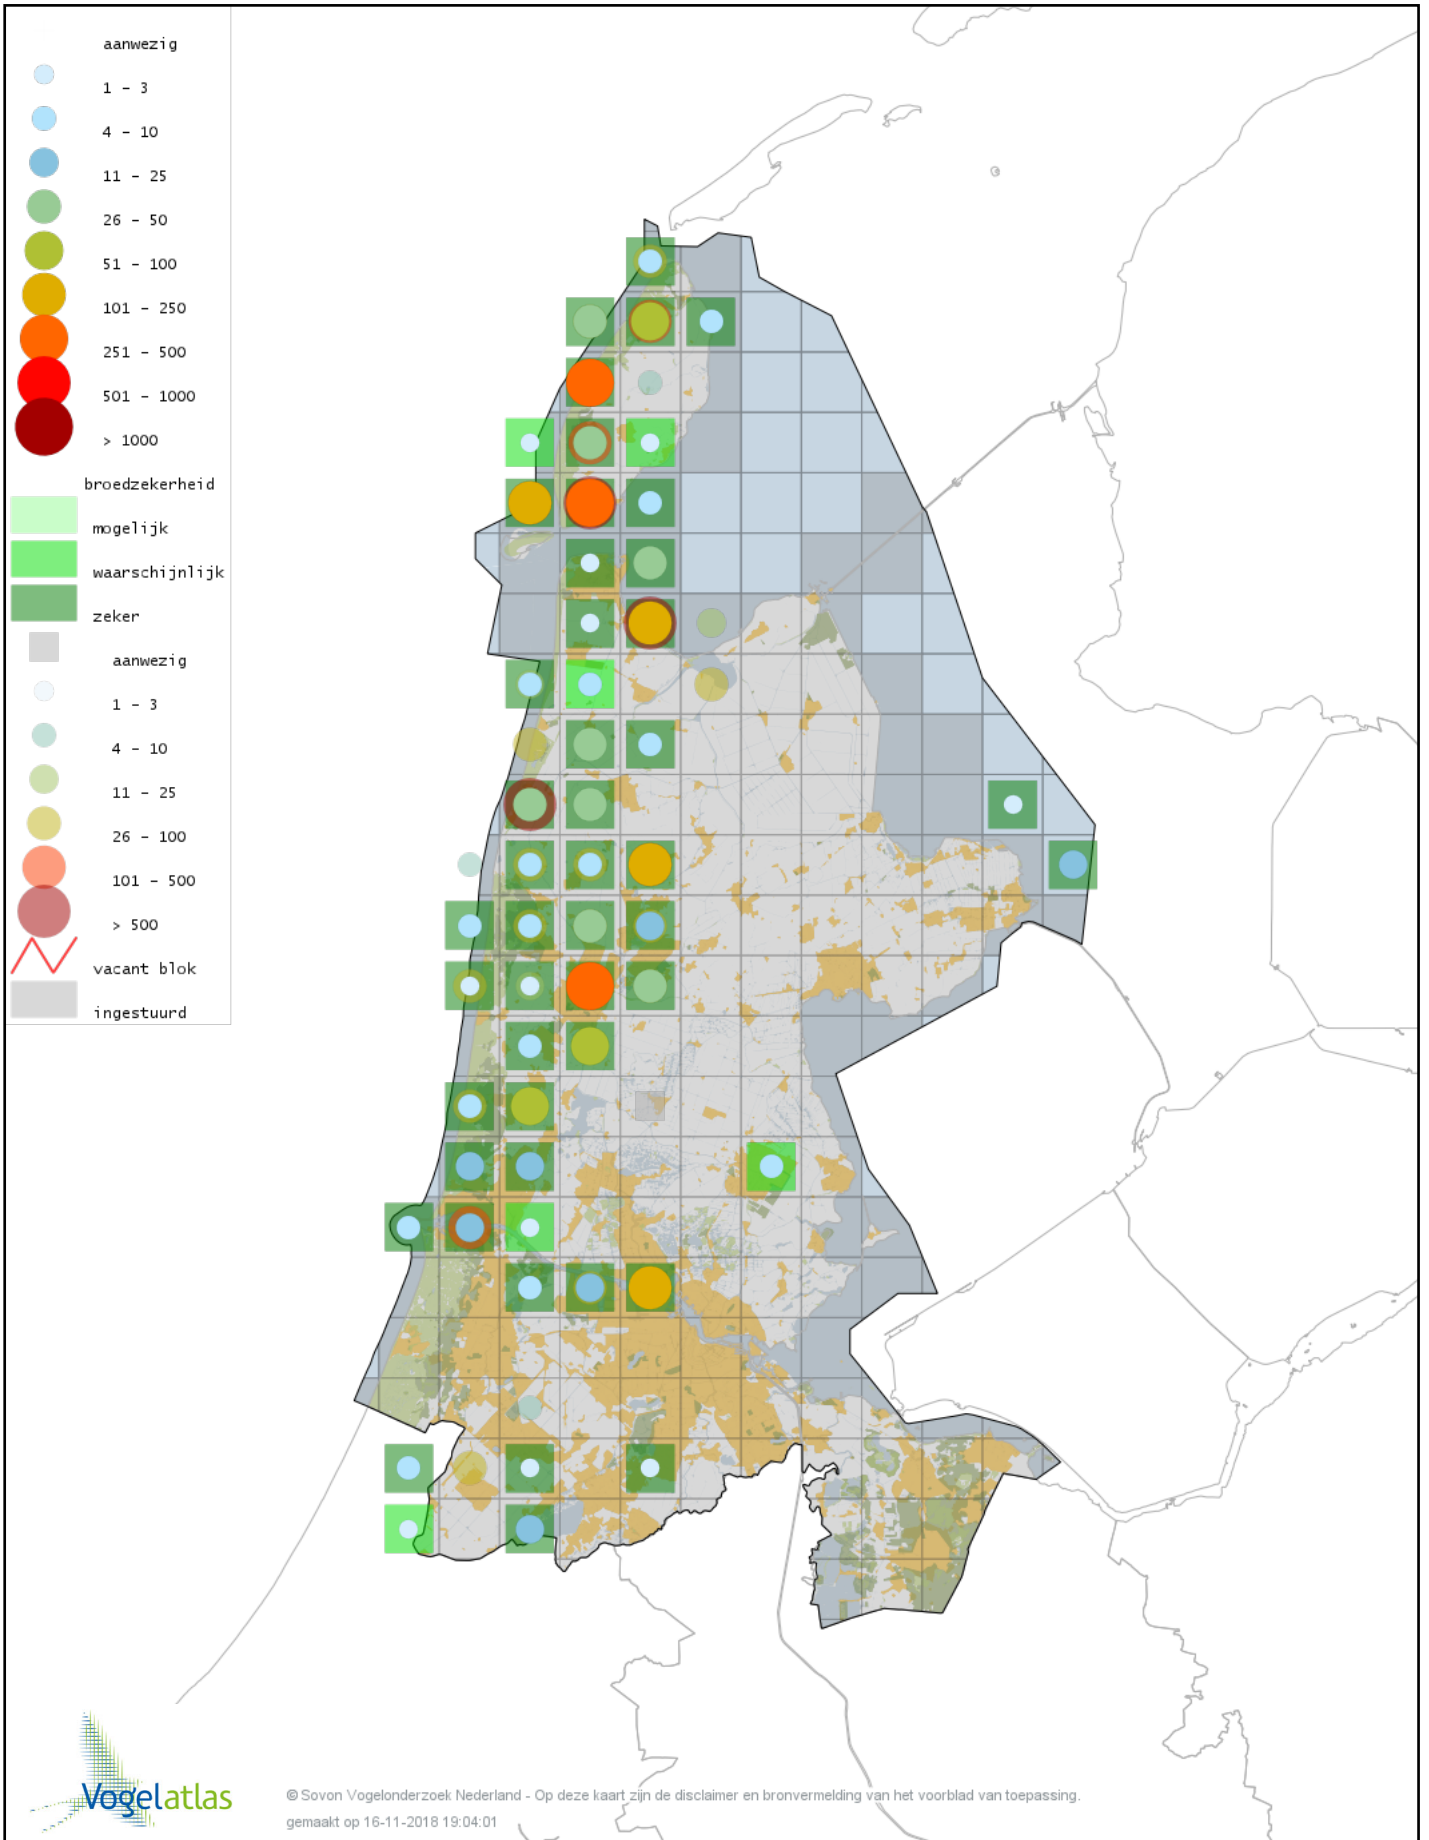 aanwezig
1 - 3
4 - 10
11 - 25
26 - 50
51 - 100
101 - 250
251 - 500
501 - 1000
> 1000
broedzekerheid
mogelijk
waarschijnlijk
zeker
aanwezig
1 - 3
4 - 10
11 - 25
26 - 100
101 - 500
> 500
vacant blok
ingestuurd
Vogelatlas
© Sovon Vogelonderzoek Nederland - Op deze kaart zijn de disclaimer en bronvermelding van het voorblad van toepassing.
gemaakt op 16-11-2018 19:04:01